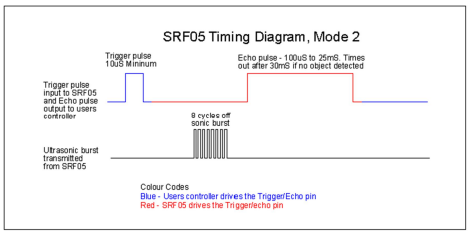 SRF05 Timing Diagram, Mode 2
Trigger pulse
10uS Minimum
Echo pulse - 100uS to 25mS. Times
out after 30mS if no object detected
Trigger pulse
input to SRF05
and Echo pulse
output to users
controller
8 cycles off
sonic burst
Ultrasonic burst
transmitted
from SRF05
Colour Codes
Blue - Users controller drives the Trigger/Echo pin
Red - SRF05 drives the Trigger/echo pin